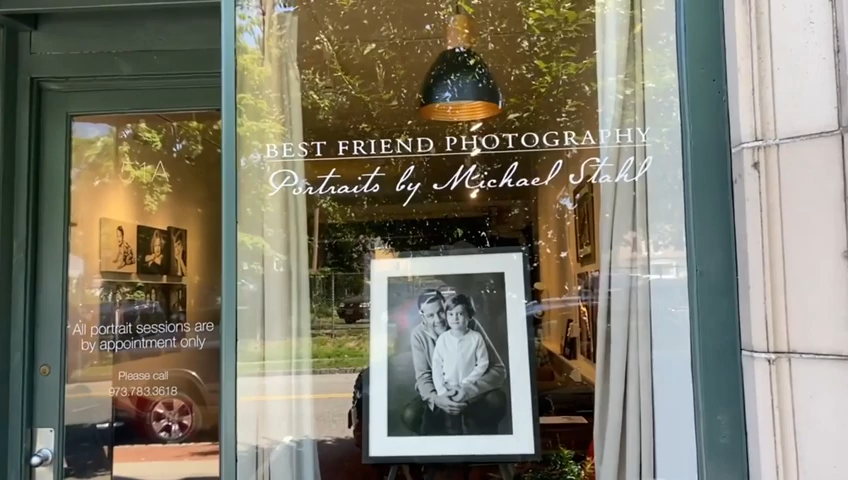 BEST FRIEND PHOTOGRAPHY
Portraits by Michael Stahl
All portrait sessions are
by appointment only
Please call
973.783.3618